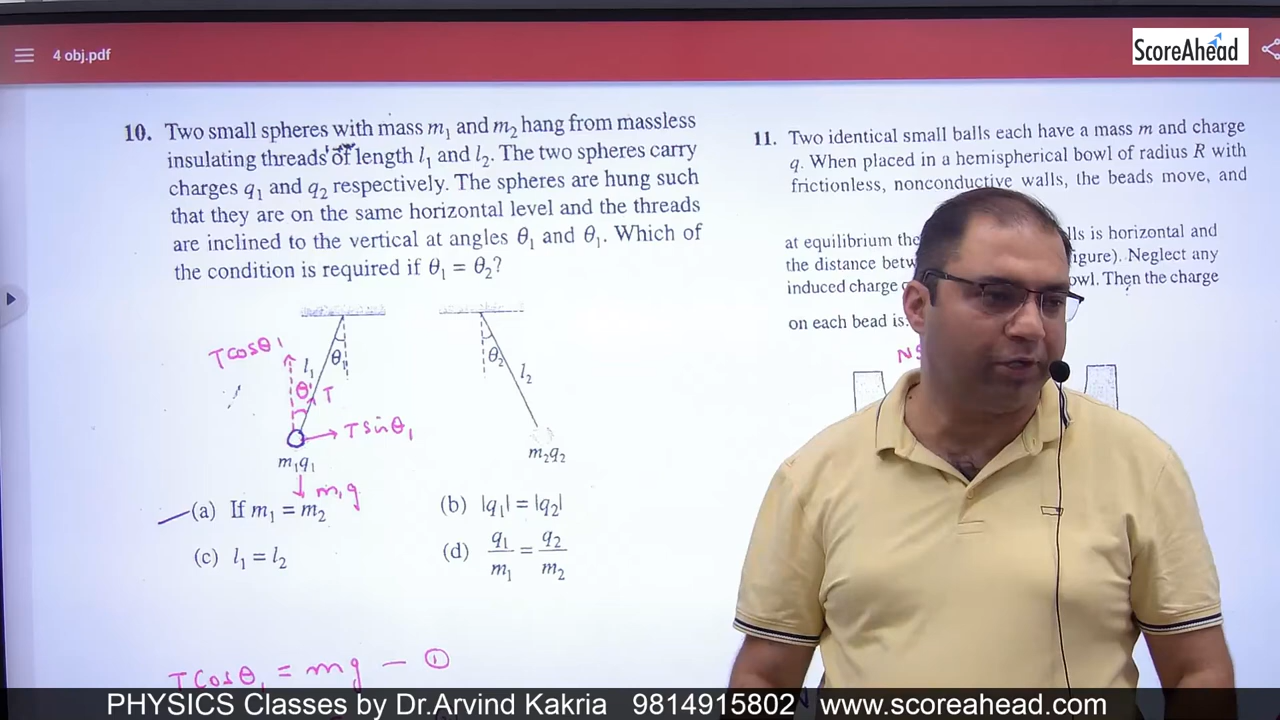 4 obj.pdf
ScoreAhead
10. Two small spheres with mass m₁ and m₂ hang from massless
insulating threads of length l₁ and l₂. The two spheres carry
charges q₁ and q₂ respectively. The spheres are hung such
that they are on the same horizontal level and the threads
are inclined to the vertical at angles θ₁ and θ₁. Which of
the condition is required if θ₁ = θ₂?
Tcosθ₁
l₁
θ₁
θ₁
T
Tsinθ₁
m₁q₁
m₁g
θ₂
l₂
m₂q₂
(a) If m₁ = m₂
(b) |q₁| = |q₂|
(c) l₁ = l₂
(d) q₁/m₁ = q₂/m₂
Tcosθ₁ = mg — ①
11. Two identical small balls each have a mass m and charge
q. When placed in a hemispherical bowl of radius R with
frictionless, nonconductive walls, the beads move, and
at equilibrium the lls is horizontal and
the distance betw igure). Neglect any
induced charge owl. Then the charge
on each bead is:
NS
PHYSICS Classes by Dr.Arvind Kakria 9814915802 www.scoreahead.com